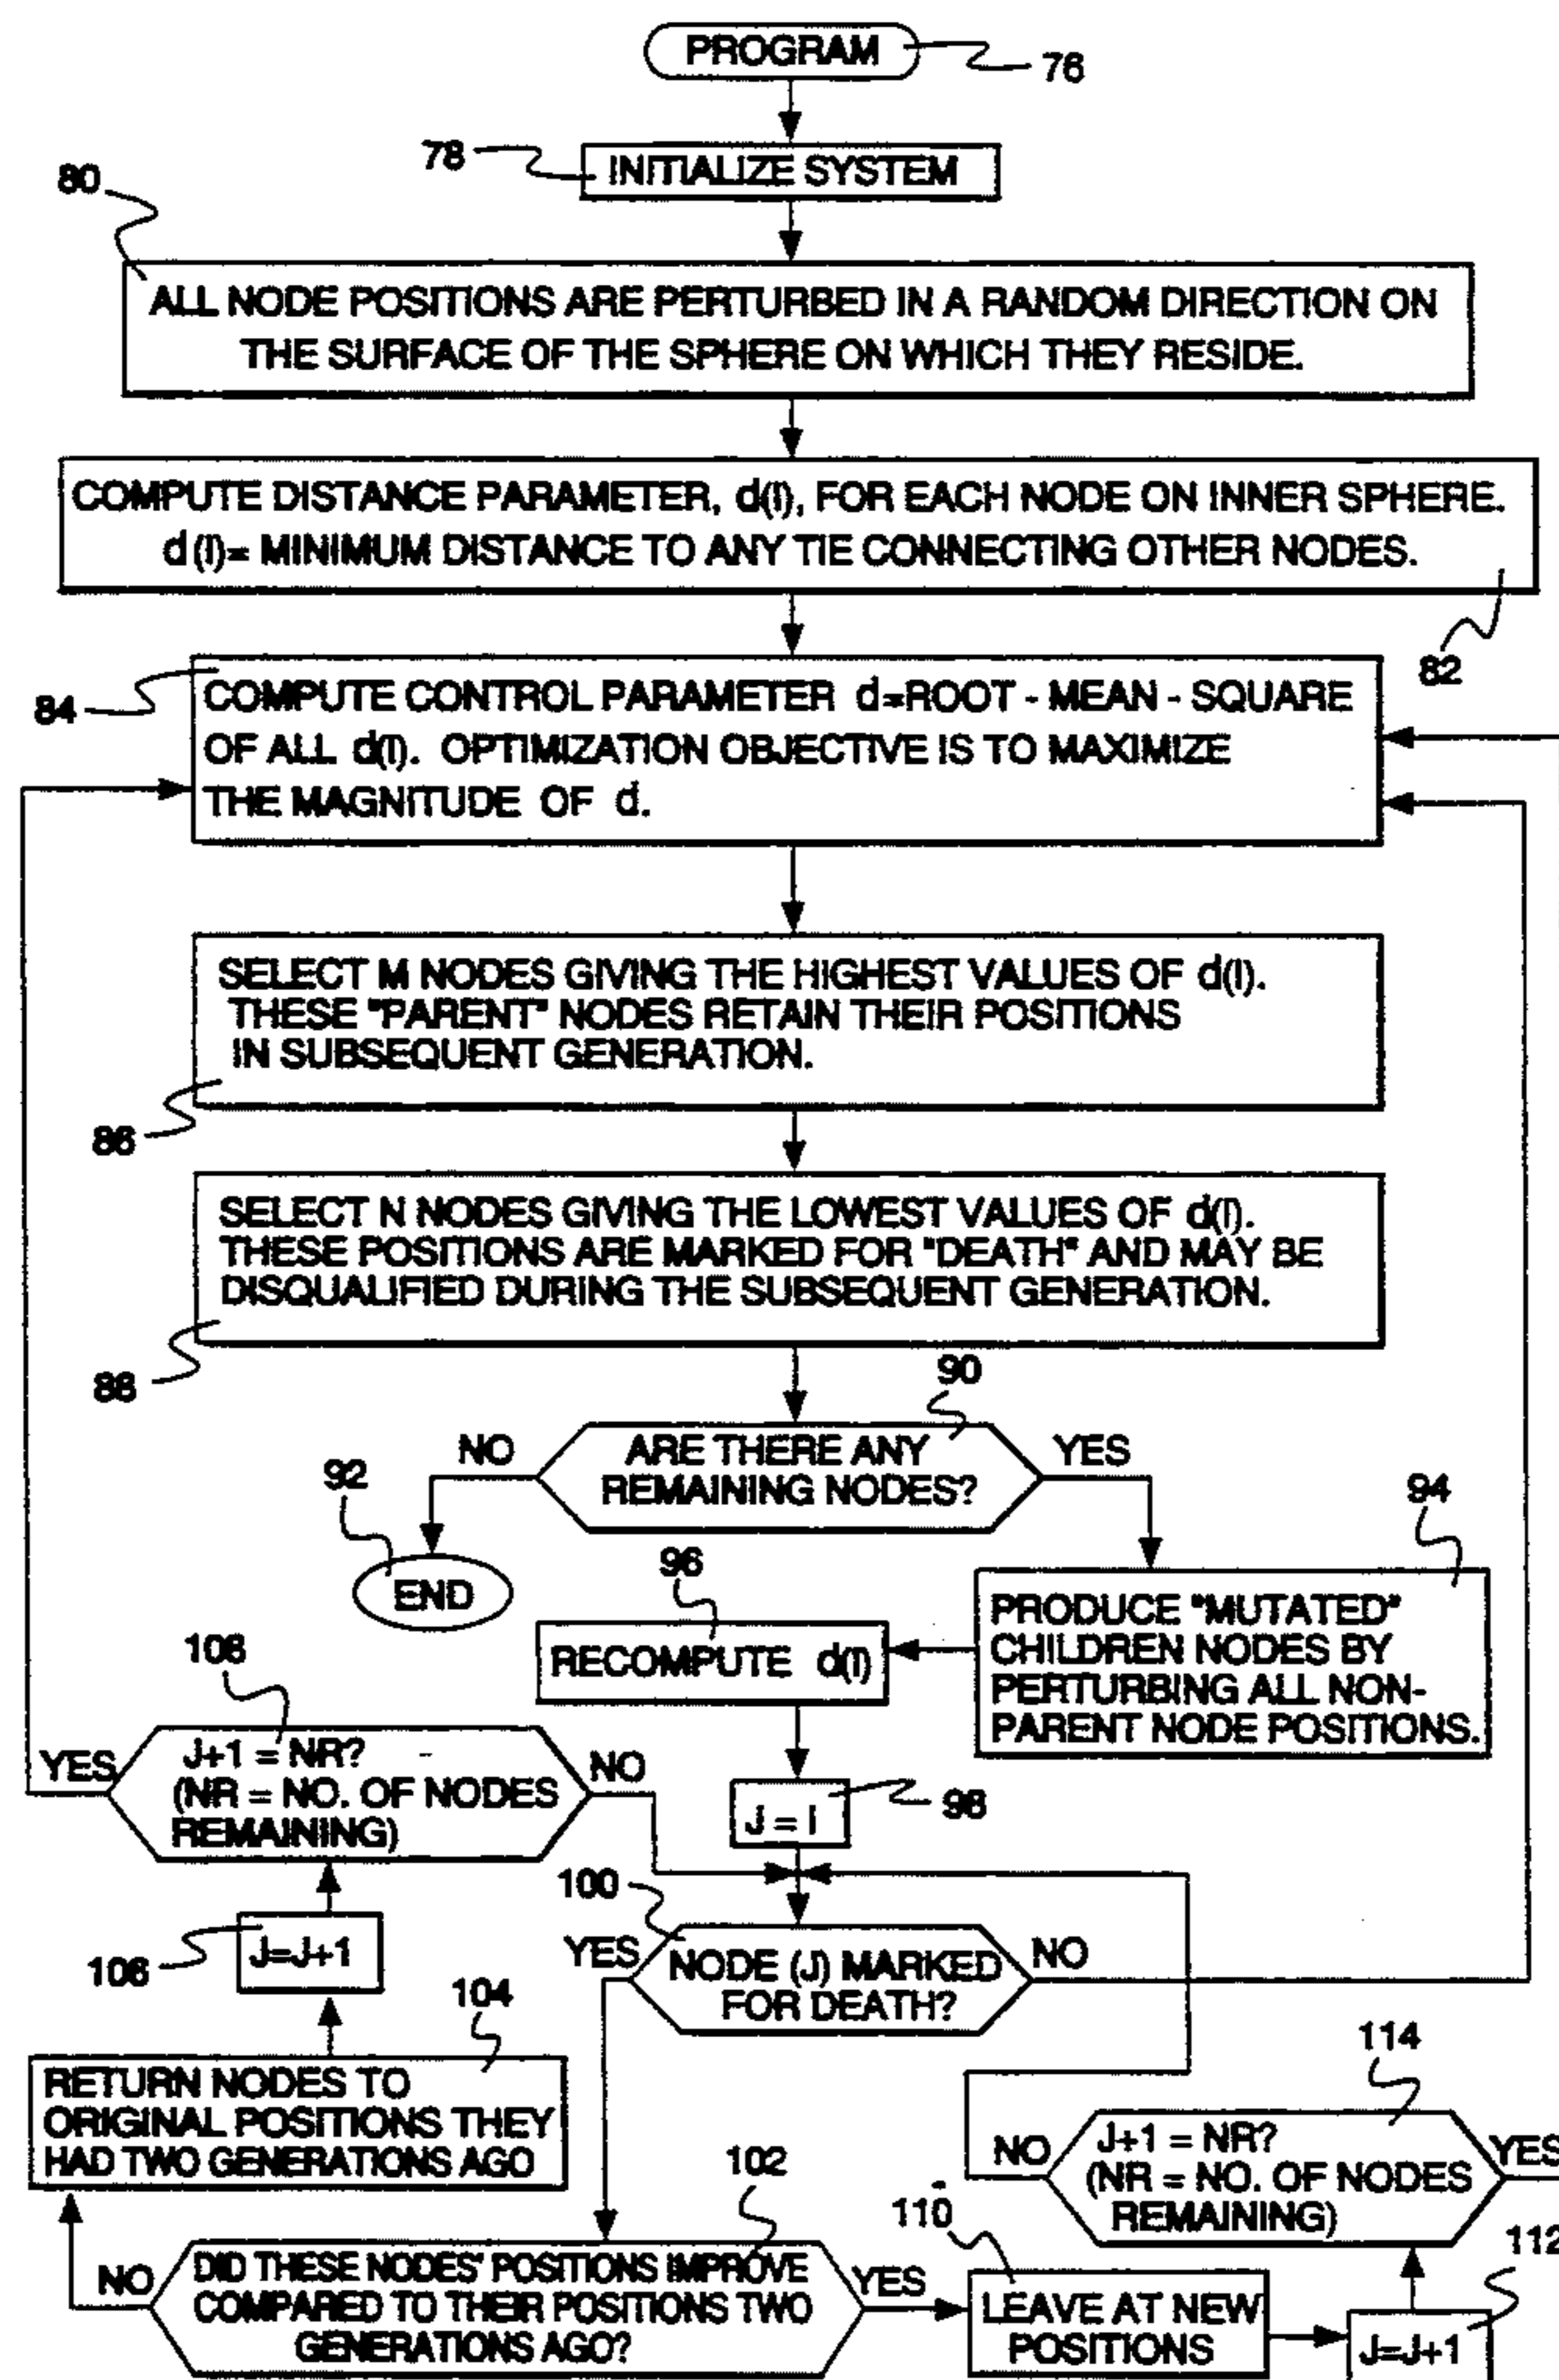 PROGRAM
76
78
INITIALIZE SYSTEM
80
ALL NODE POSITIONS ARE PERTURBED IN A RANDOM DIRECTION ON
THE SURFACE OF THE SPHERE ON WHICH THEY RESIDE.
COMPUTE DISTANCE PARAMETER, d(I), FOR EACH NODE ON INNER SPHERE.
d(I)= MINIMUM DISTANCE TO ANY TIE CONNECTING OTHER NODES.
82
84
COMPUTE CONTROL PARAMETER d=ROOT - MEAN - SQUARE
OF ALL d(I). OPTIMIZATION OBJECTIVE IS TO MAXIMIZE
THE MAGNITUDE OF d.
SELECT M NODES GIVING THE HIGHEST VALUES OF d(I).
THESE "PARENT" NODES RETAIN THEIR POSITIONS
IN SUBSEQUENT GENERATION.
86
SELECT N NODES GIVING THE LOWEST VALUES OF d(I).
THESE POSITIONS ARE MARKED FOR "DEATH" AND MAY BE
DISQUALIFIED DURING THE SUBSEQUENT GENERATION.
88
90
NO
ARE THERE ANY
REMAINING NODES?
YES
92
END
94
PRODUCE "MUTATED"
CHILDREN NODES BY
PERTURBING ALL NON-
PARENT NODE POSITIONS.
96
RECOMPUTE d(I)
108
YES
J+1 = NR?
(NR = NO. OF NODES
REMAINING)
NO
J = I
98
100
YES
NODE (J) MARKED
FOR DEATH?
NO
J=J+1
106
104
RETURN NODES TO
ORIGINAL POSITIONS THEY
HAD TWO GENERATIONS AGO
114
NO
J+1 = NR?
(NR = NO. OF NODES
REMAINING)
YES
102
NO
DID THESE NODES' POSITIONS IMPROVE
COMPARED TO THEIR POSITIONS TWO
GENERATIONS AGO?
YES
110
LEAVE AT NEW
POSITIONS
112
J=J+1